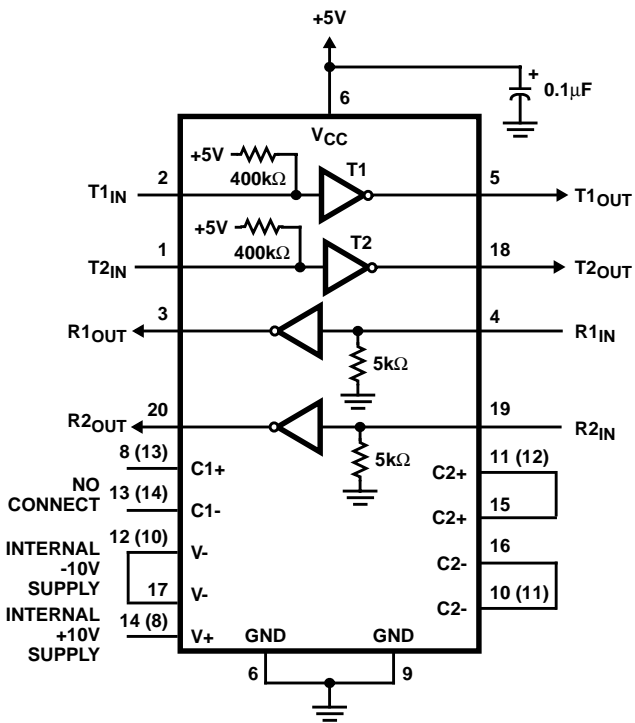 +5V
6
+
0.1µF
VCC
+5V
400kΩ
T1
T1IN
2
5
T1OUT
+5V
400kΩ
T2
T2IN
1
18
T2OUT
R1OUT
3
4
R1IN
5kΩ
R2OUT
20
19
R2IN
5kΩ
8 (13)
C1+
NO
CONNECT
13 (14)
C1-
11 (12)
C2+
15
C2+
INTERNAL
-10V
SUPPLY
12 (10)
V-
17
V-
16
C2-
10 (11)
C2-
INTERNAL
+10V
SUPPLY
14 (8)
V+
GND
GND
6
9